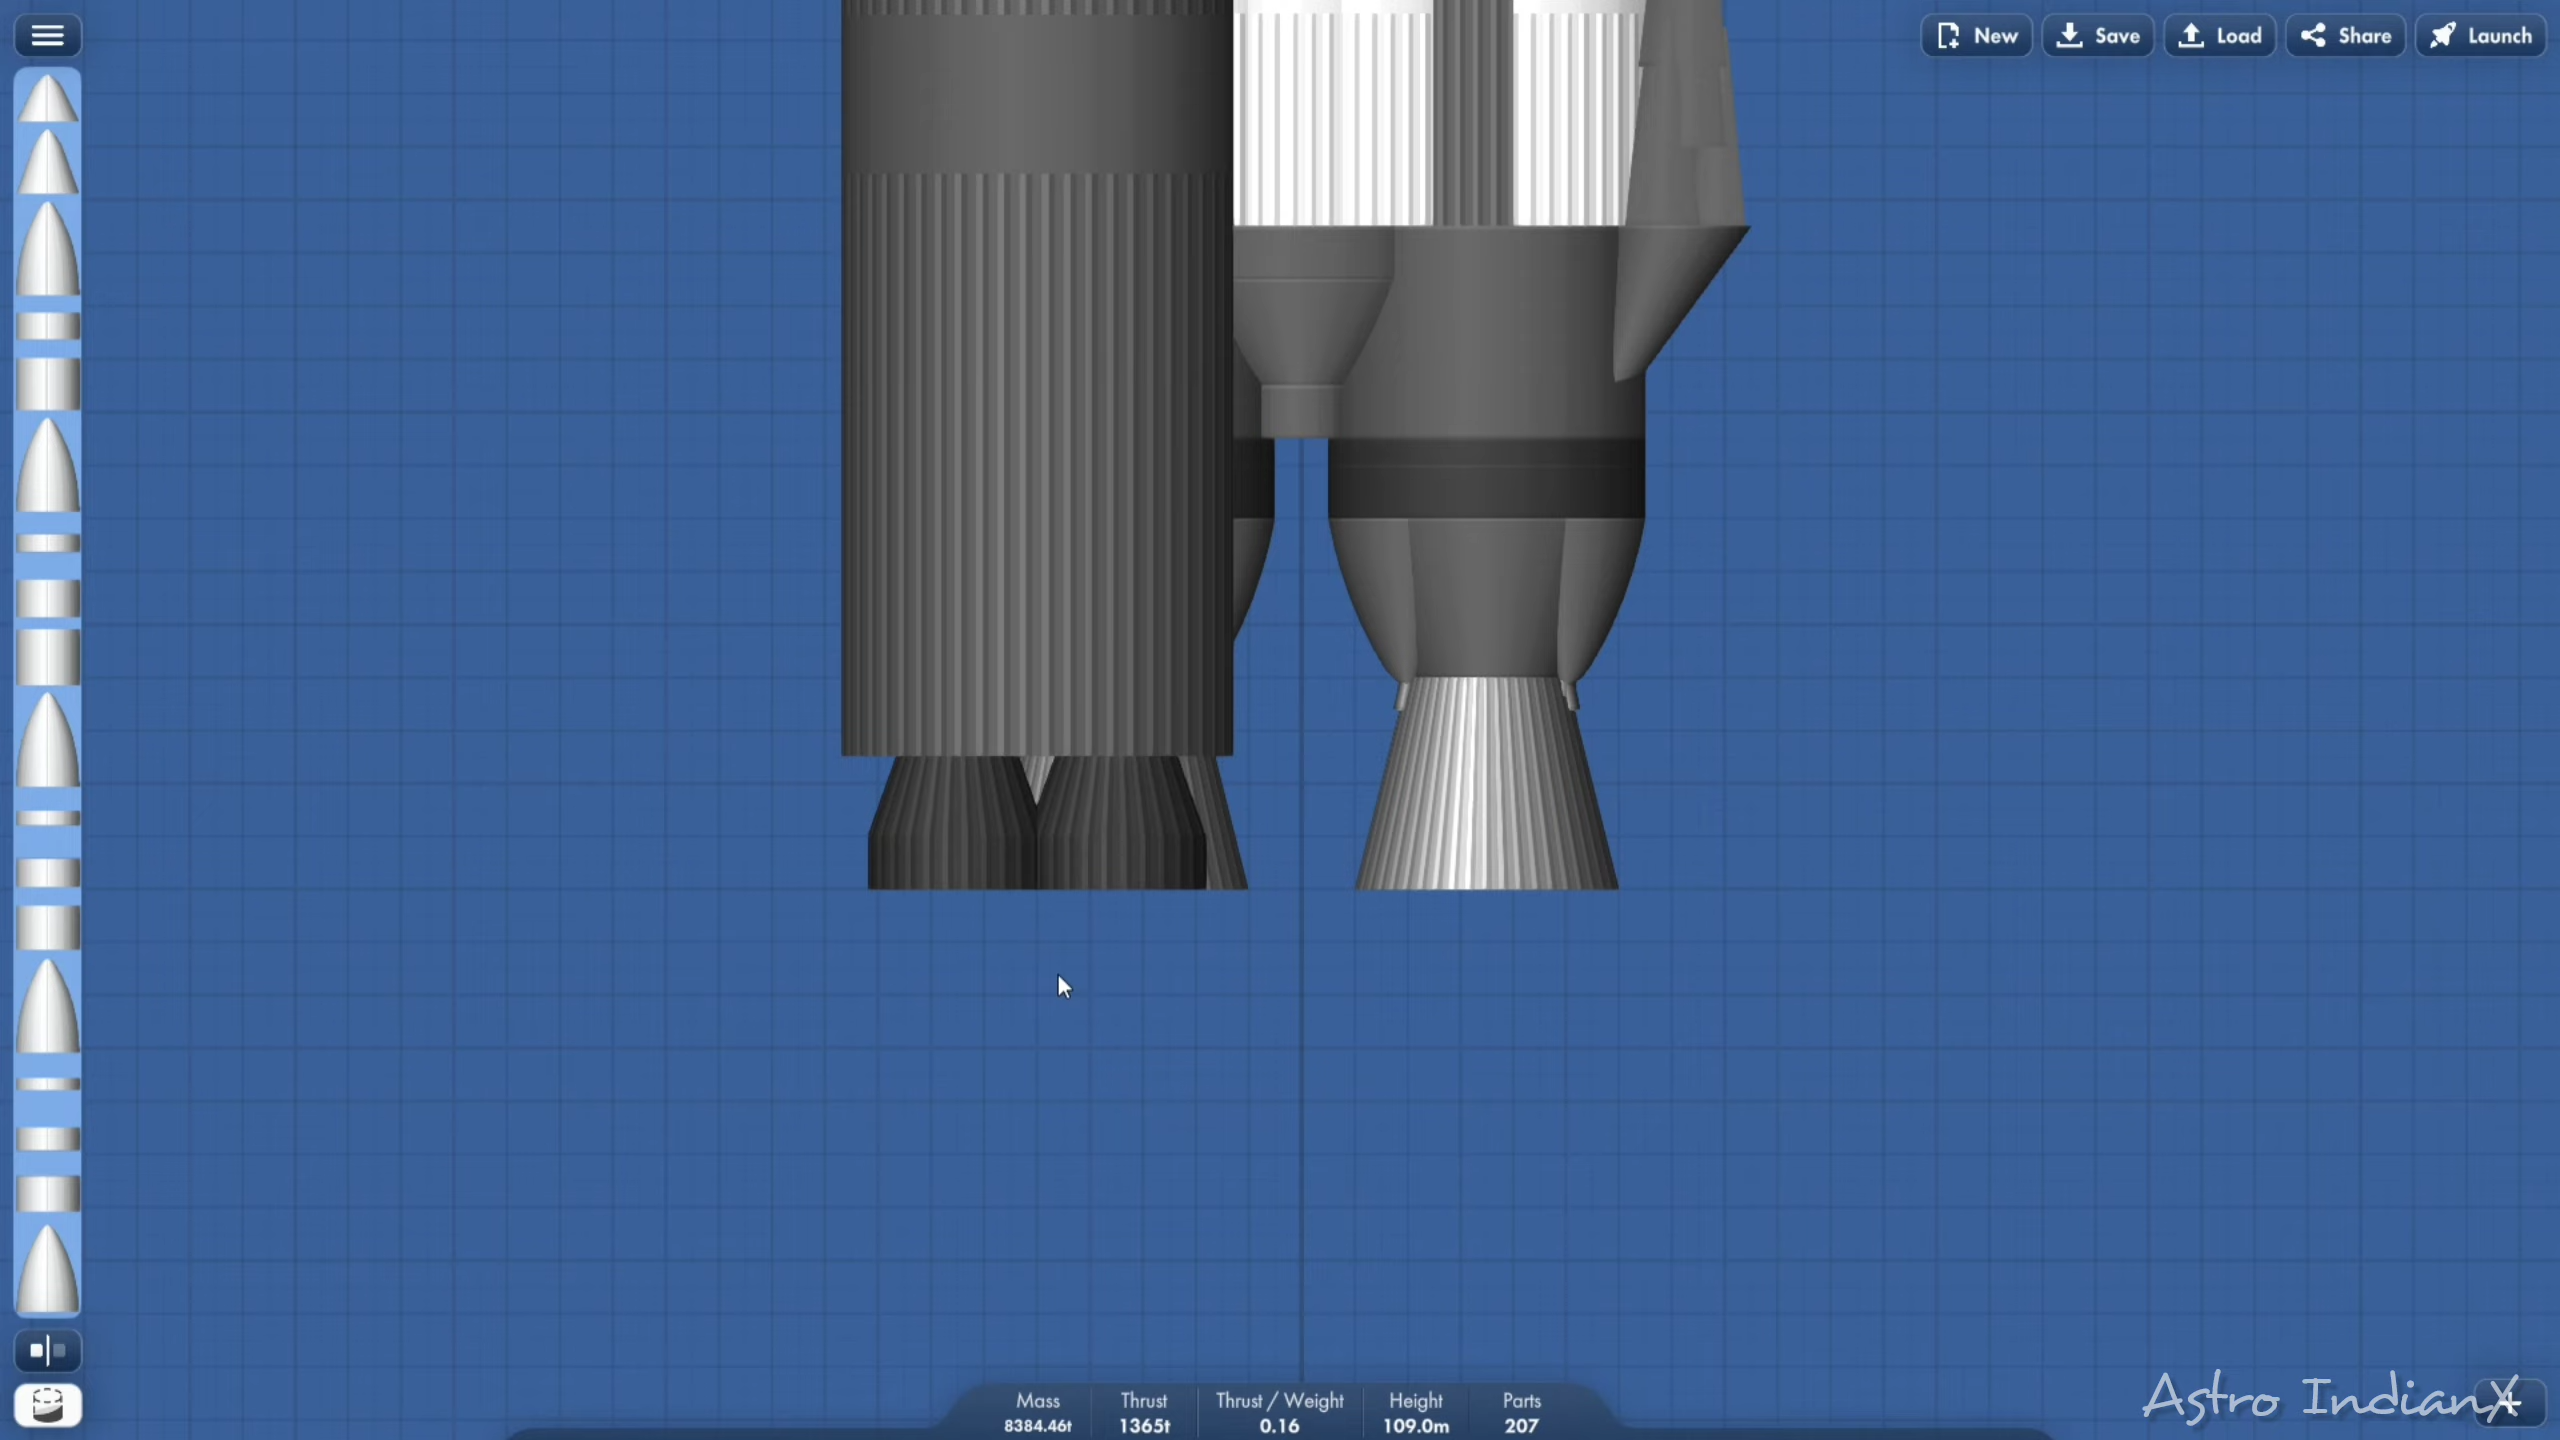 New
Save
Load
Share
Launch
Mass
Thrust
Thrust / Weight
Height
Parts
8384.46t
1365t
0.16
109.0m
207
Astro IndianX